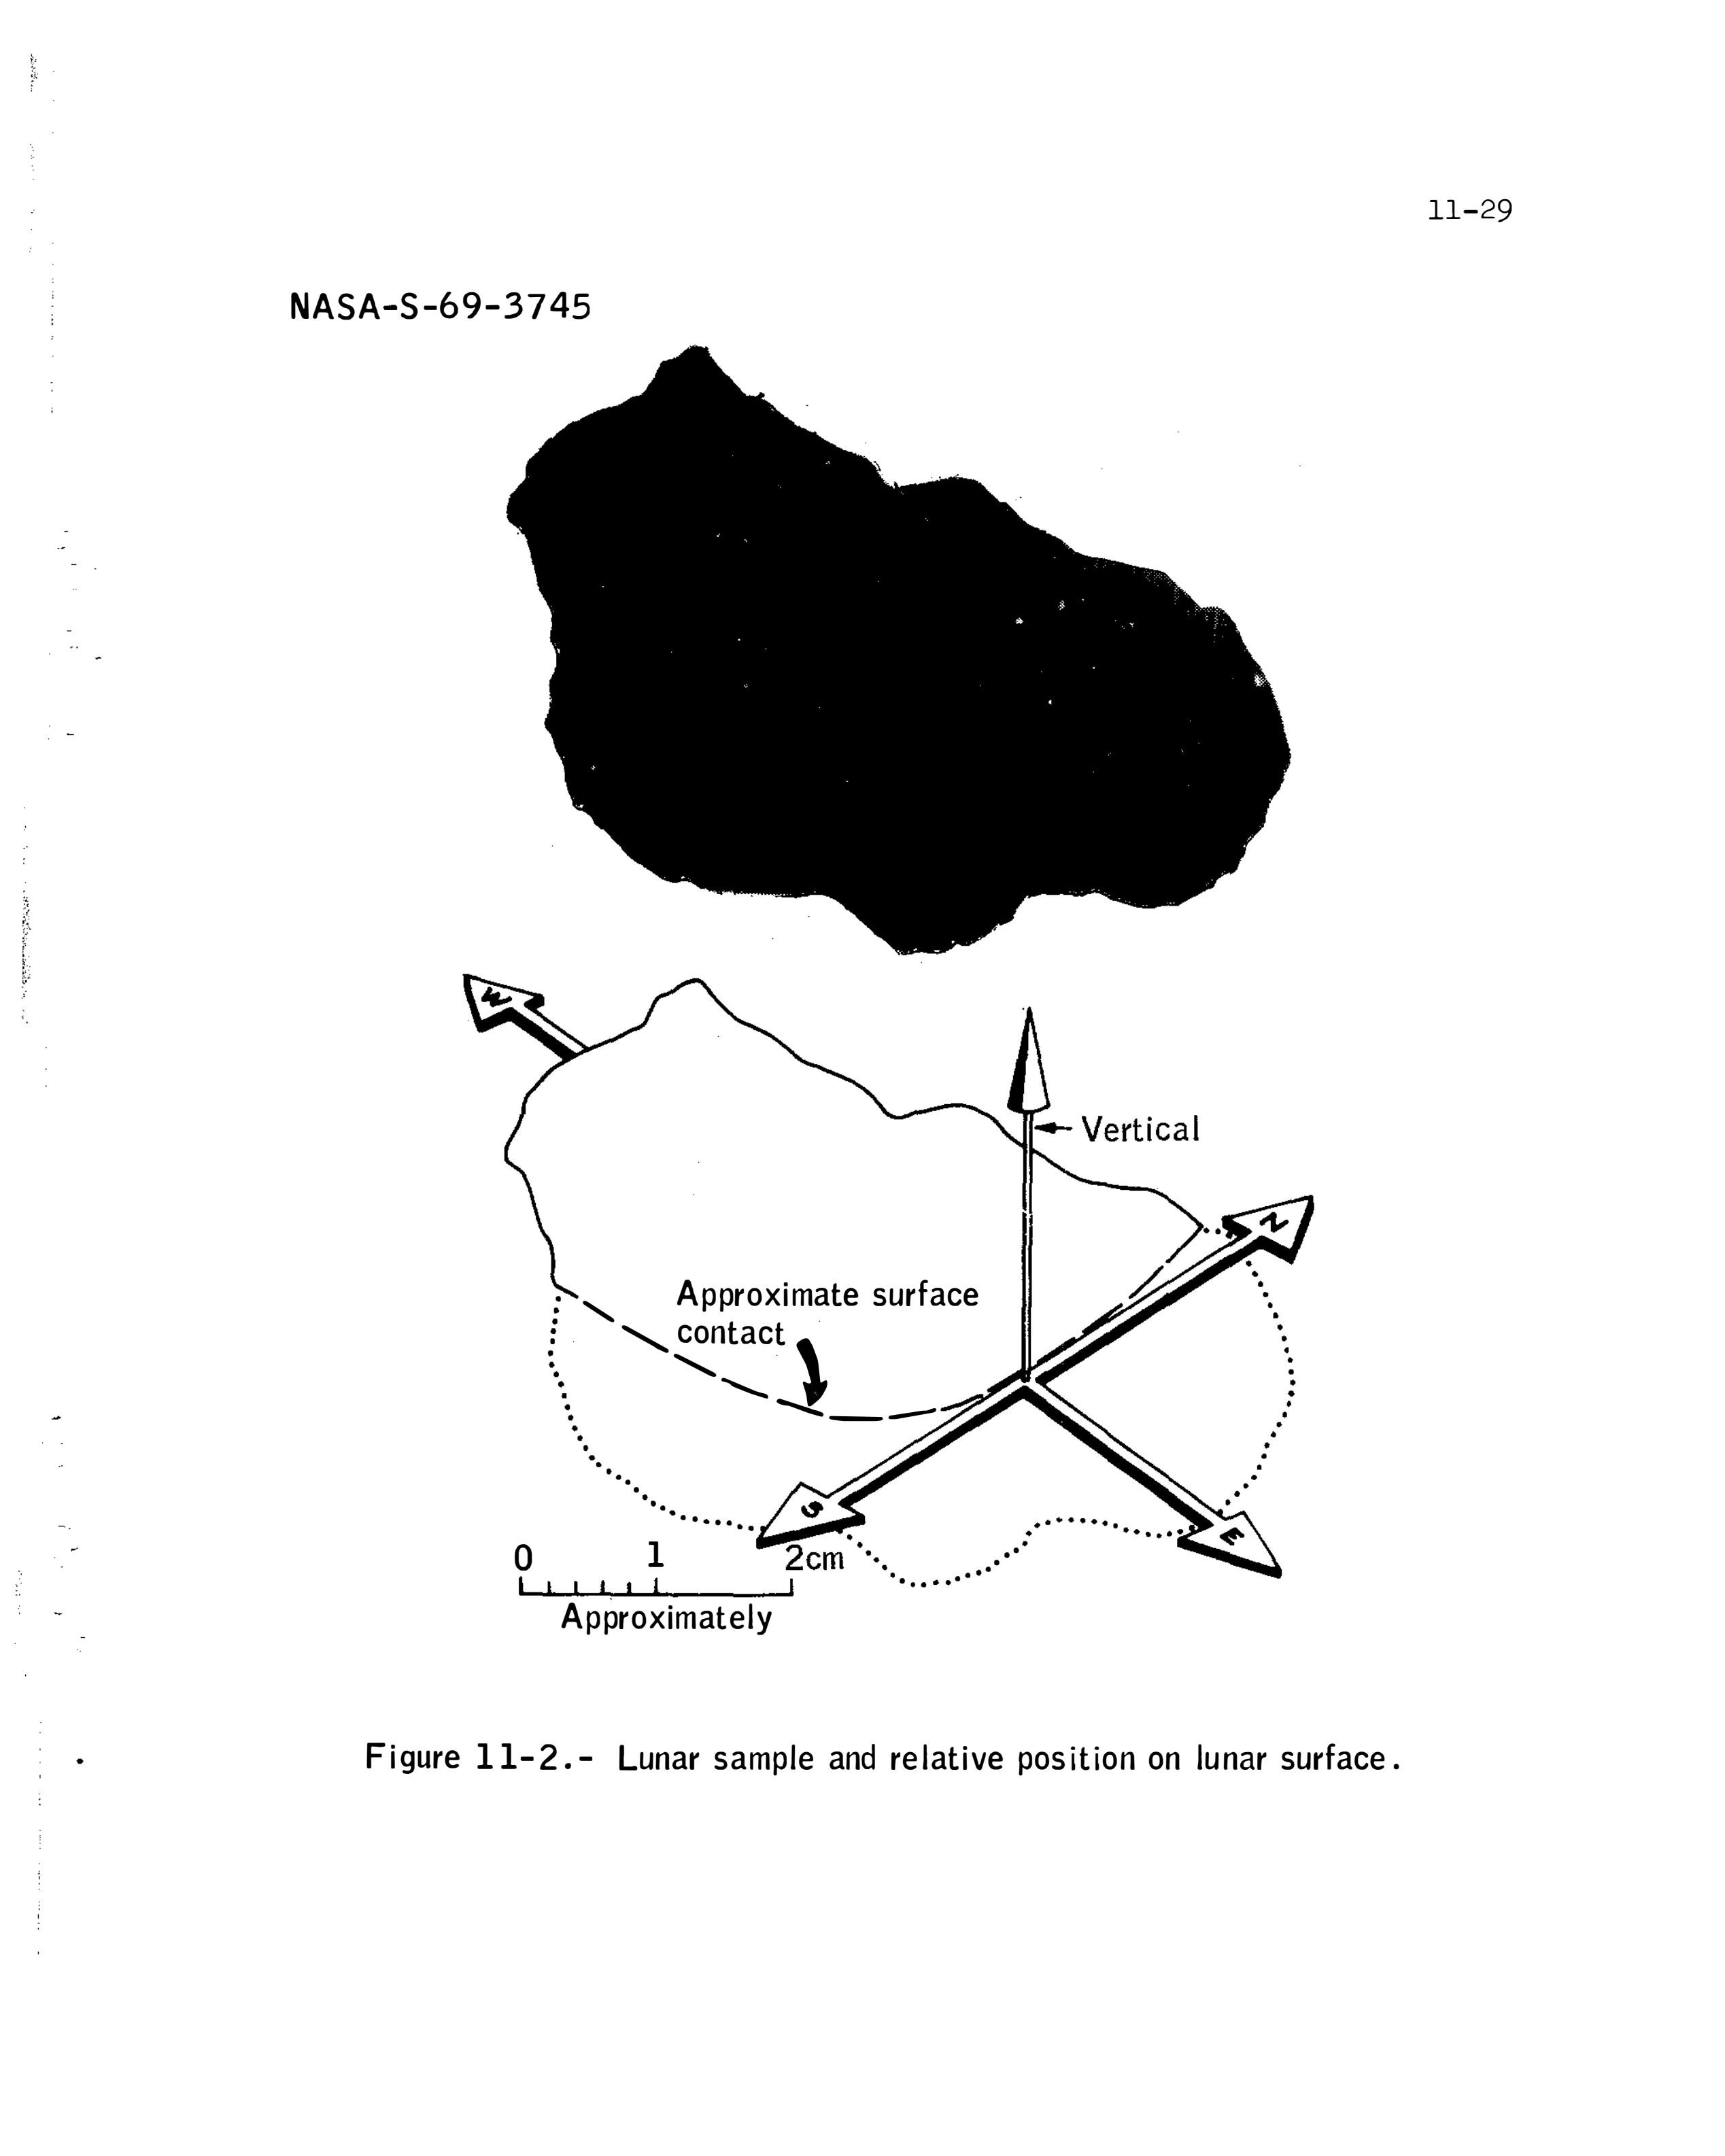 11-29
NASA-S-69-3745
W
Vertical
N
Approximate surface
contact
S
E
0 1 2cm
Approximately
Figure 11-2.- Lunar sample and relative position on lunar surface.